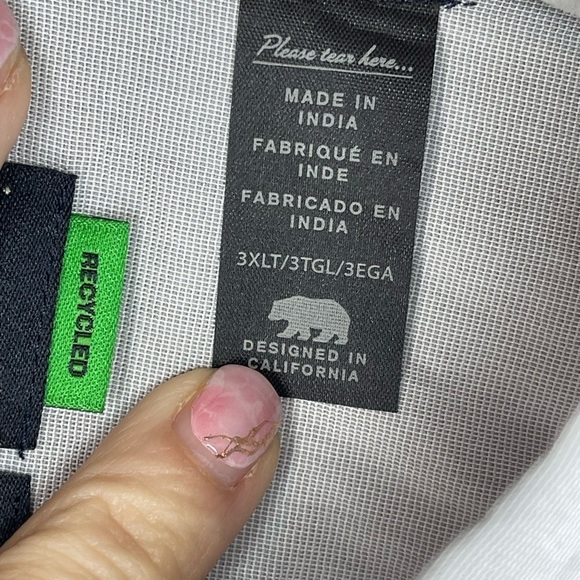 Please tear here...
MADE IN
INDIA
FABRIQUÉ EN
INDE
FABRICADO EN
INDIA
3XLT/3TGL/3EGA
DESIGNED IN
CALIFORNIA
RECYCLED